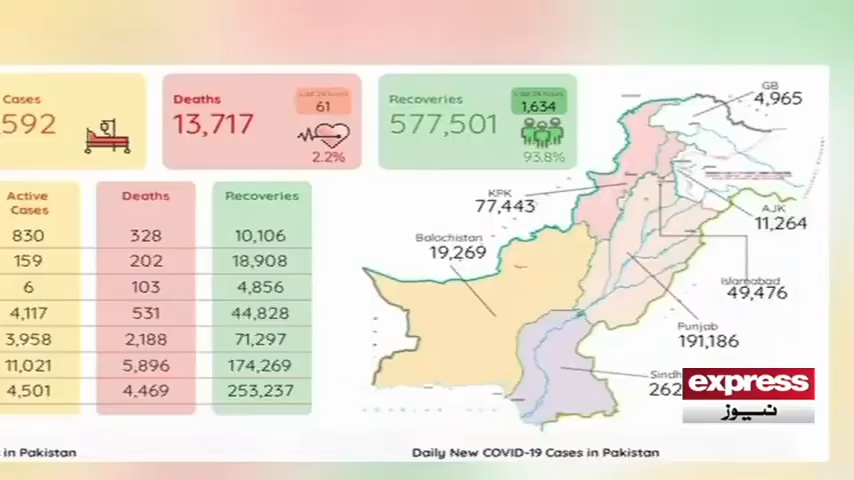 Cases
,592
Deaths
13,717
Last 24 hours
61
2.2%
Recoveries
577,501
Last 24 hours
1,634
93.8%
Active
Cases
Deaths
Recoveries
830 328 10,106
159 202 18,908
6 103 4,856
4,117 531 44,828
3,958 2,188 71,297
11,021 5,896 174,269
4,501 4,469 253,237
GB
4,965
KPK
77,443
AJK
11,264
Balochistan
19,269
Islamabad
49,476
Punjab
191,186
Sindh
262
express
نیوز
in Pakistan
Daily New COVID-19 Cases in Pakistan